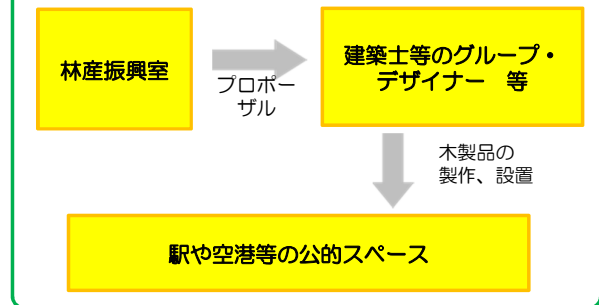 林産振興室
プロポー
ザル
建築士等のグループ・
デザイナー　等
木製品の
製作、設置
駅や空港等の公的スペース